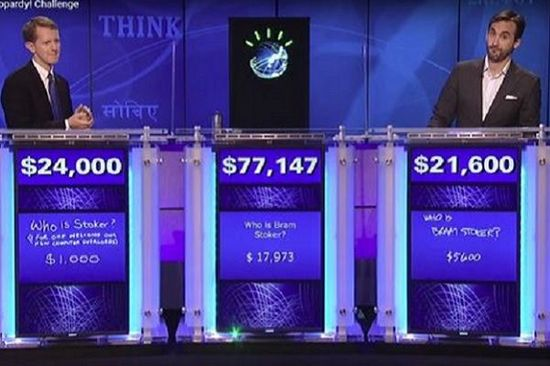 opardy! Challenge
THINK
सोचिए
$24,000
$77,147
$21,600
Who is Stoker?
(I FOR ONE WELCOME OUR
NEW COMPUTER OVERLORDS)
$1,000
Who is Bram
Stoker?
$ 17,973
WHO IS
BRAM STOKER?
$5600